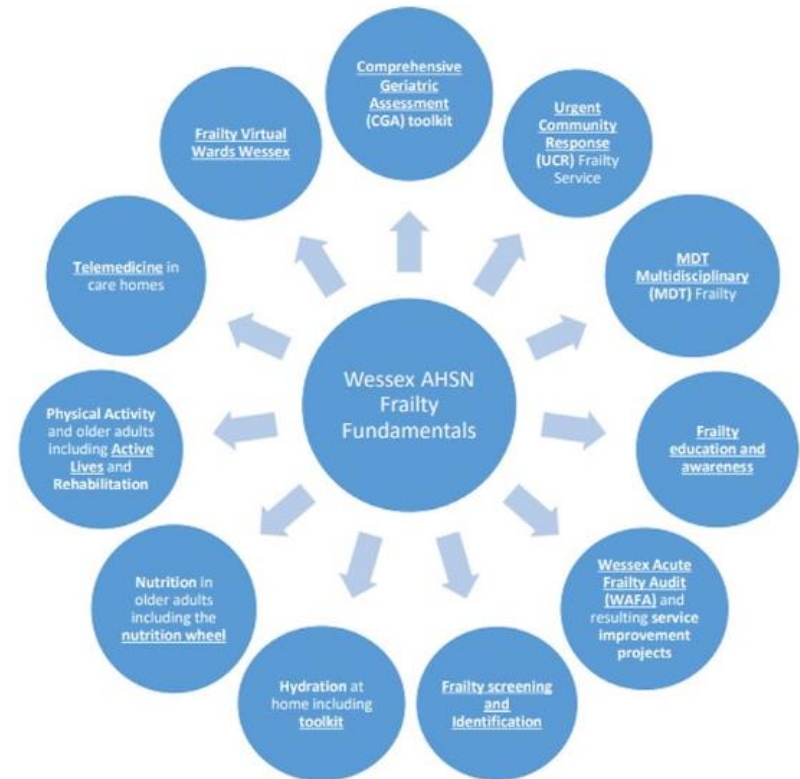 Comprehensive
Geriatric
Assessment
(CGA) toolkit
Urgent
Community
Response
(UCR) Frailty
Service
MDT
Multidisciplinary
(MDT) Frailty
Frailty
education and
awareness
Wessex Acute
Frailty Audit
(WAFA) and
resulting service
improvement
projects
Frailty screening
and
Identification
Hydration at
home including
toolkit
Nutrition in
older adults
including the
nutrition wheel
Physical Activity
and older adults
including Active
Lives and
Rehabilitation
Telemedicine in
care homes
Frailty Virtual
Wards Wessex
Wessex AHSN
Frailty
Fundamentals